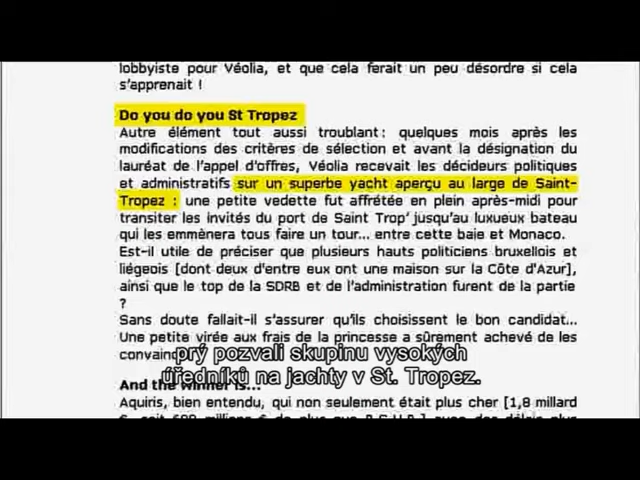 lobbyiste pour Véolia, et que cela ferait un peu désordre si cela
s'apprenait !
Do you do you St Tropez
Autre élément tout aussi troublant : quelques mois après les
modifications des critères de sélection et avant la désignation du
lauréat de l'appel d'offres, Véolia recevait les décideurs politiques
et administratifs sur un superbe yacht aperçu au large de Saint-
Tropez : une petite vedette fut affrétée en plein après-midi pour
transiter les invités du port de Saint Trop' jusqu'au luxueux bateau
qui les emmènera tous faire un tour... entre cette baie et Monaco.
Est-il utile de préciser que plusieurs hauts politiciens bruxellois et
liégeois [dont deux d'entre eux ont une maison sur la Côte d'Azur],
ainsi que le top de la SDRB et de l'administration furent de la partie
?
Sans doute fallait-il s'assurer qu'ils choisissent le bon candidat...
Une petite virée aux frais de la princesse a sûrement achevé de les
prý pozvali skupinu vysokých
úředníků na jachty v St. Tropez.
And the winner is...
Aquiris, bien entendu, qui non seulement était plus cher [1,8 milliard